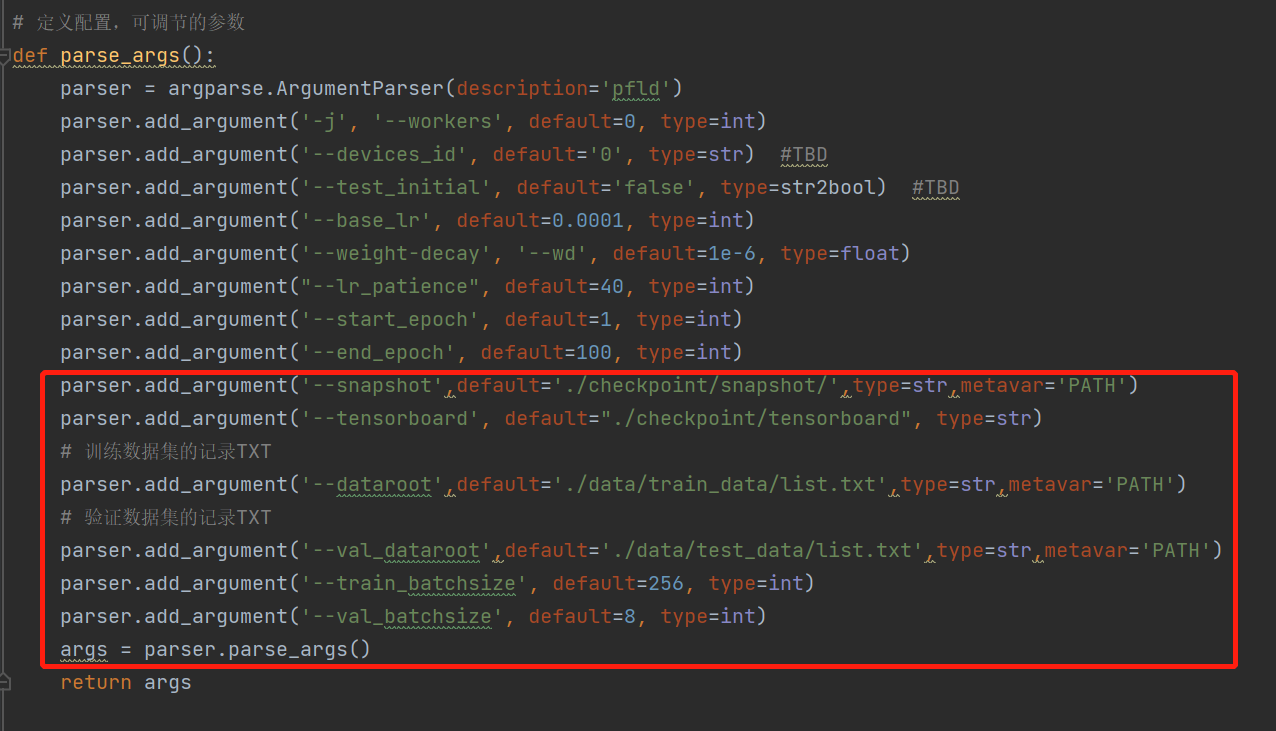 # 定义配置，可调节的参数
def parse_args():
parser = argparse.ArgumentParser(description='pfld')
parser.add_argument('-j', '--workers', default=0, type=int)
parser.add_argument('--devices_id', default='0', type=str)  #TBD
parser.add_argument('--test_initial', default='false', type=str2bool)  #TBD
parser.add_argument('--base_lr', default=0.0001, type=int)
parser.add_argument('--weight-decay', '--wd', default=1e-6, type=float)
parser.add_argument("--lr_patience", default=40, type=int)
parser.add_argument('--start_epoch', default=1, type=int)
parser.add_argument('--end_epoch', default=100, type=int)
parser.add_argument('--snapshot',default='./checkpoint/snapshot/',type=str,metavar='PATH')
parser.add_argument('--tensorboard', default="./checkpoint/tensorboard", type=str)
# 训练数据集的记录TXT
parser.add_argument('--dataroot',default='./data/train_data/list.txt',type=str,metavar='PATH')
# 验证数据集的记录TXT
parser.add_argument('--val_dataroot',default='./data/test_data/list.txt',type=str,metavar='PATH')
parser.add_argument('--train_batchsize', default=256, type=int)
parser.add_argument('--val_batchsize', default=8, type=int)
args = parser.parse_args()
return args